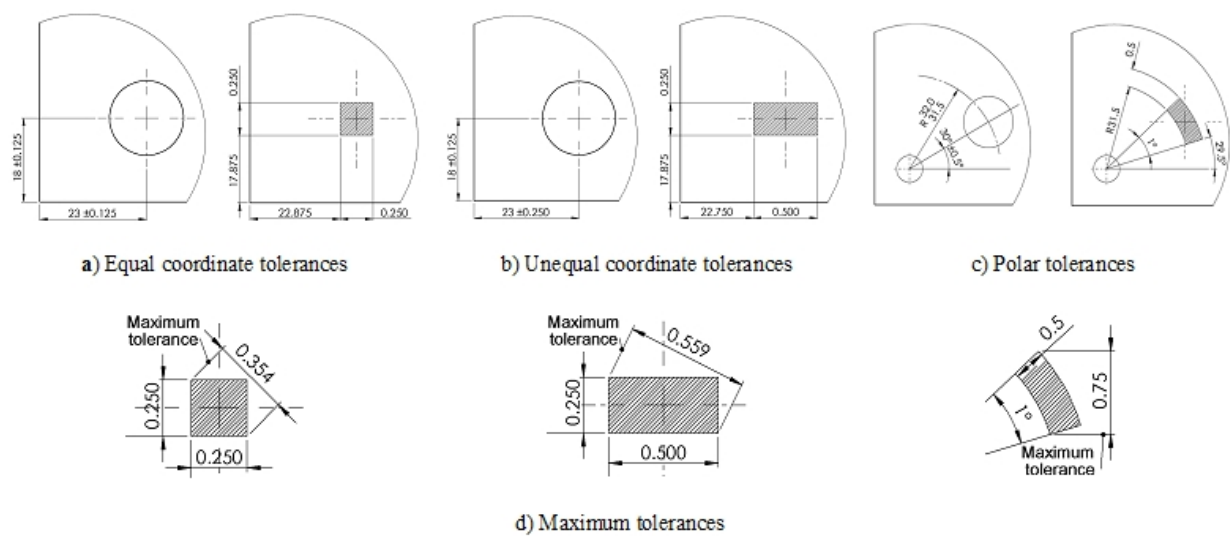 18 ±0.125
23 ±0.125
0.250
17.875
22.875
0.250
18 ±0.125
23 ±0.250
0.250
17.875
22.750
0.500
32.0
R 31.5
30°±0.5°
0.5
R31.5
1°
29.5°
a) Equal coordinate tolerances
b) Unequal coordinate tolerances
c) Polar tolerances
Maximum
tolerance
0.354
0.250
0.250
Maximum
tolerance
0.559
0.250
0.500
0.5
0.75
1°
Maximum
tolerance
d) Maximum tolerances